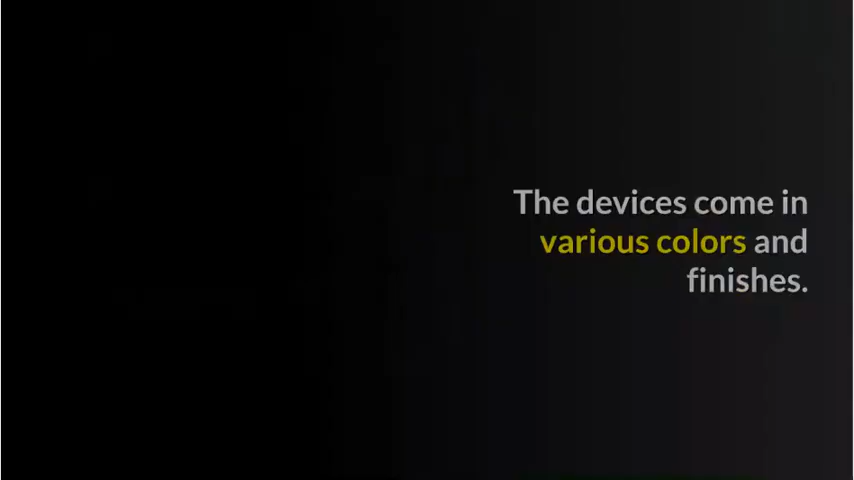 The devices come in
various colors and
finishes.